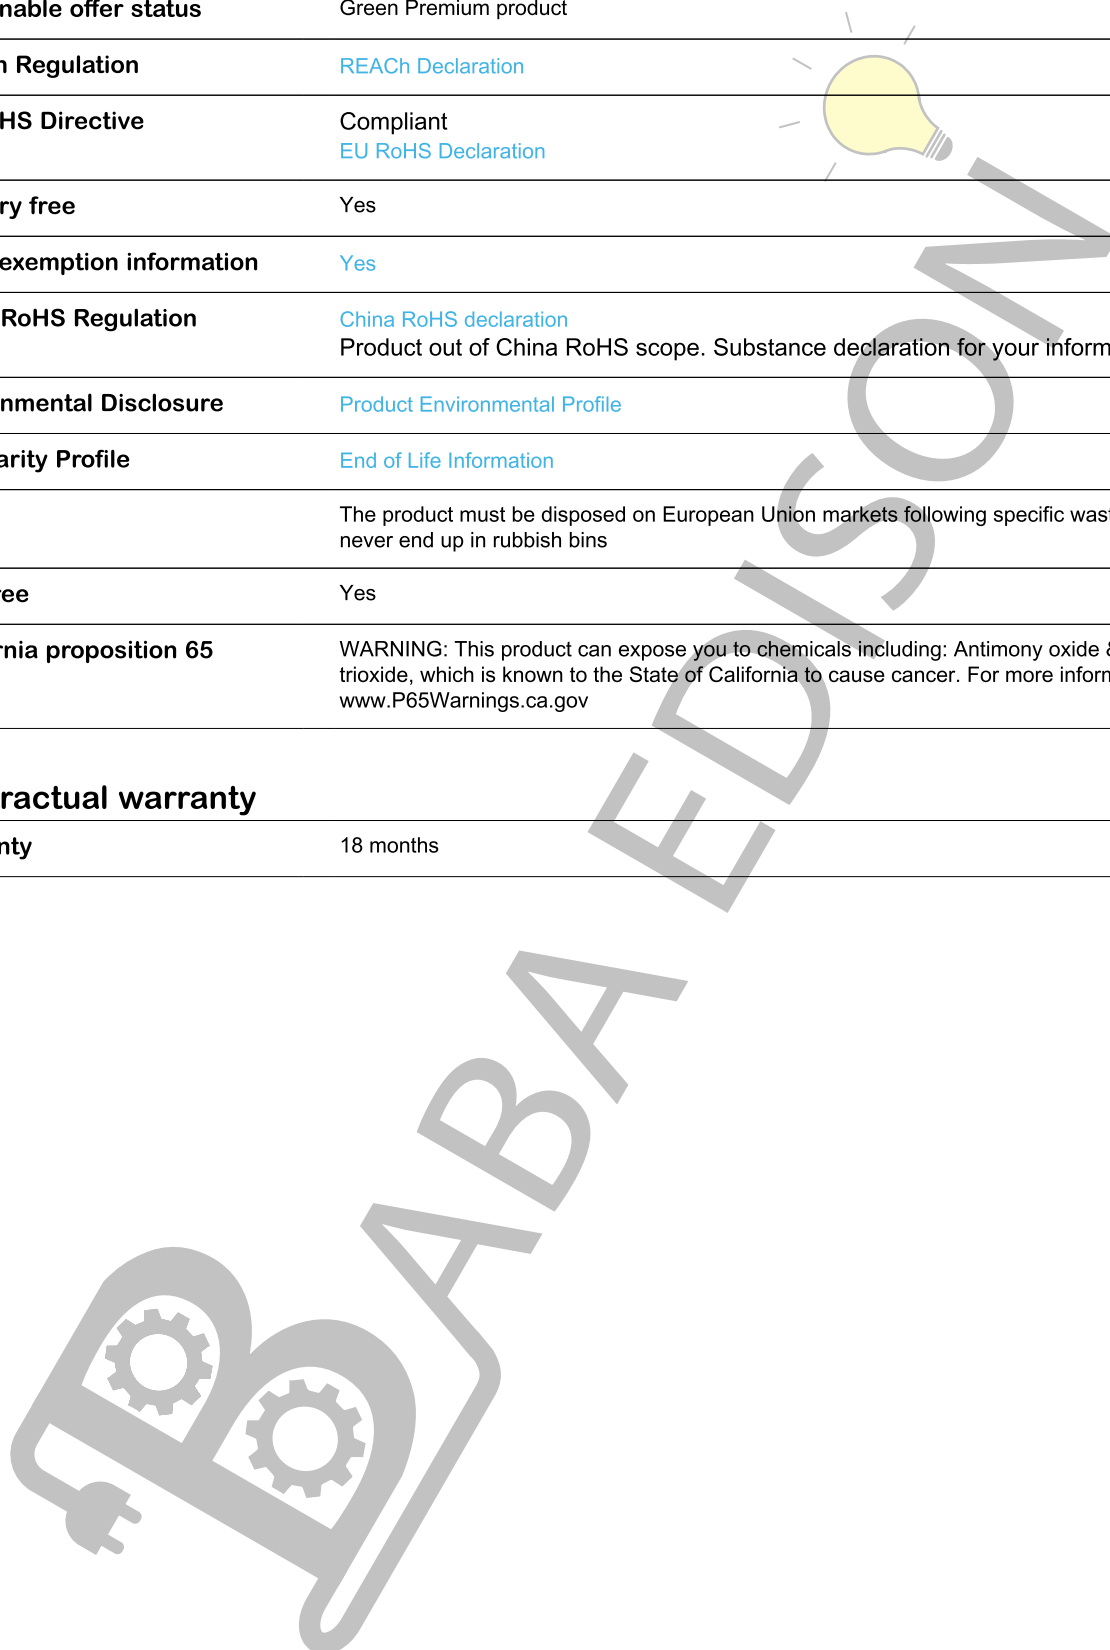 nable offer status Green Premium product
n Regulation REACh Declaration
HS Directive Compliant
EU RoHS Declaration
ry free Yes
exemption information Yes
RoHS Regulation China RoHS declaration
Product out of China RoHS scope. Substance declaration for your inform
nmental Disclosure Product Environmental Profile
arity Profile End of Life Information
The product must be disposed on European Union markets following specific wast
never end up in rubbish bins
ree Yes
rnia proposition 65 WARNING: This product can expose you to chemicals including: Antimony oxide &
trioxide, which is known to the State of California to cause cancer. For more inform
www.P65Warnings.ca.gov
ractual warranty
nty 18 months
BABA EDISON